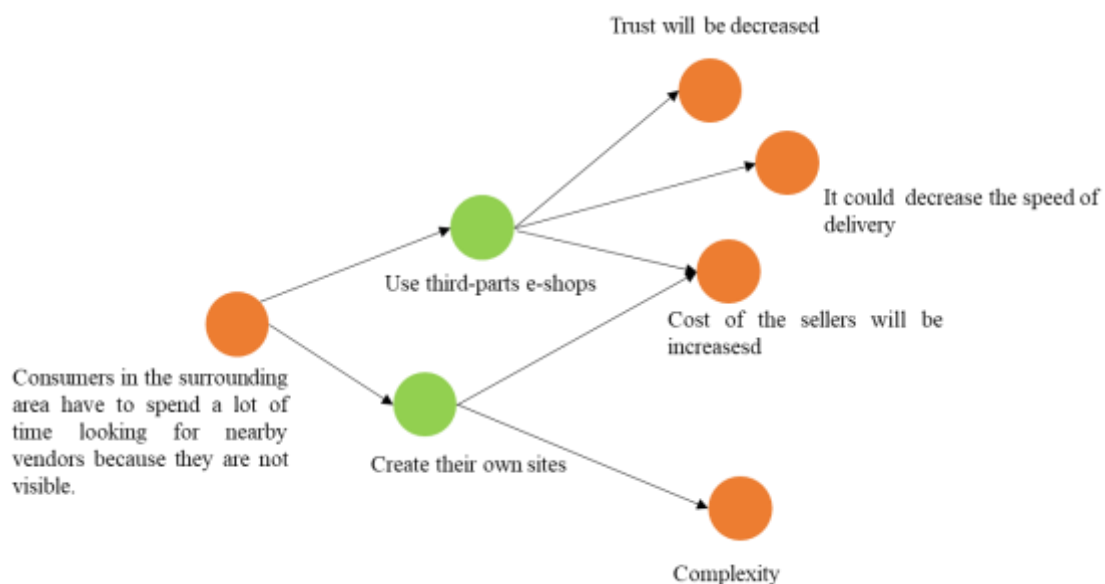 Trust will be decreased
It could decrease the speed of
delivery
Use third-parts e-shops
Cost of the sellers will be
increasesd
Consumers in the surrounding
area have to spend a lot of
time looking for nearby
vendors because they are not
visible.
Create their own sites
Complexity